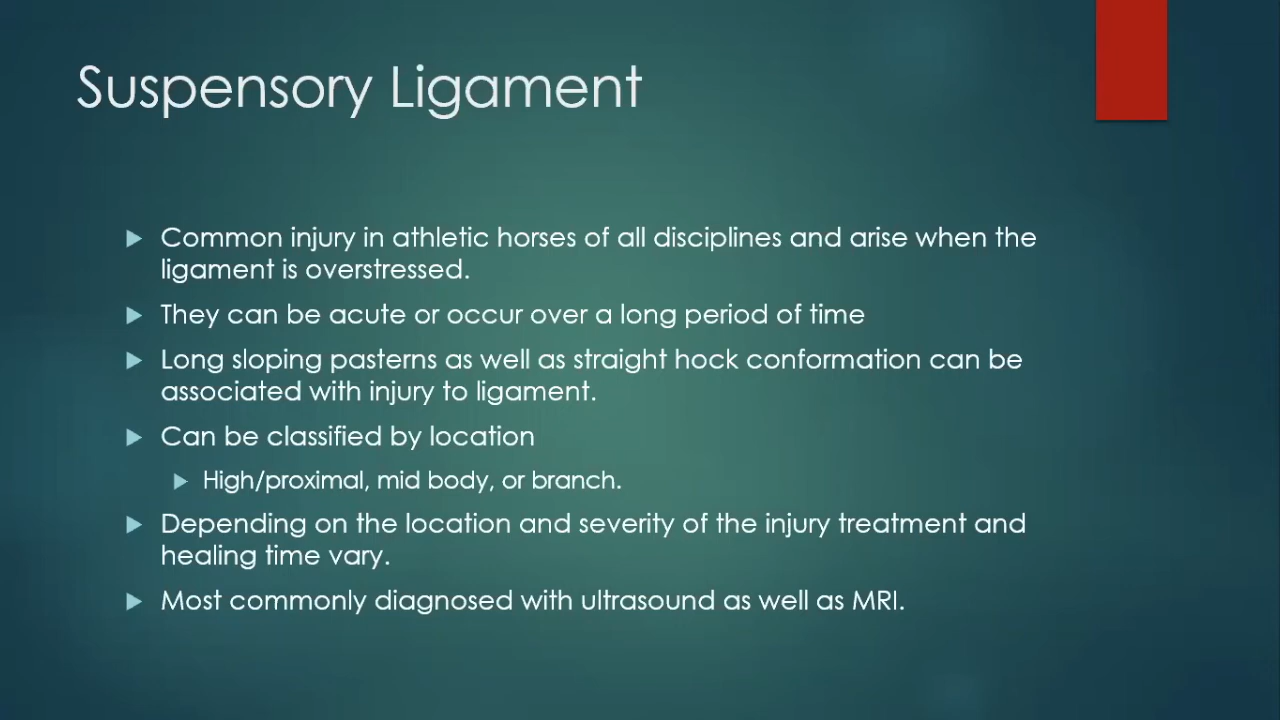 Suspensory Ligament
Common injury in athletic horses of all disciplines and arise when the
ligament is overstressed.
They can be acute or occur over a long period of time
Long sloping pasterns as well as straight hock conformation can be
associated with injury to ligament.
Can be classified by location
High/proximal, mid body, or branch.
Depending on the location and severity of the injury treatment and
healing time vary.
Most commonly diagnosed with ultrasound as well as MRI.